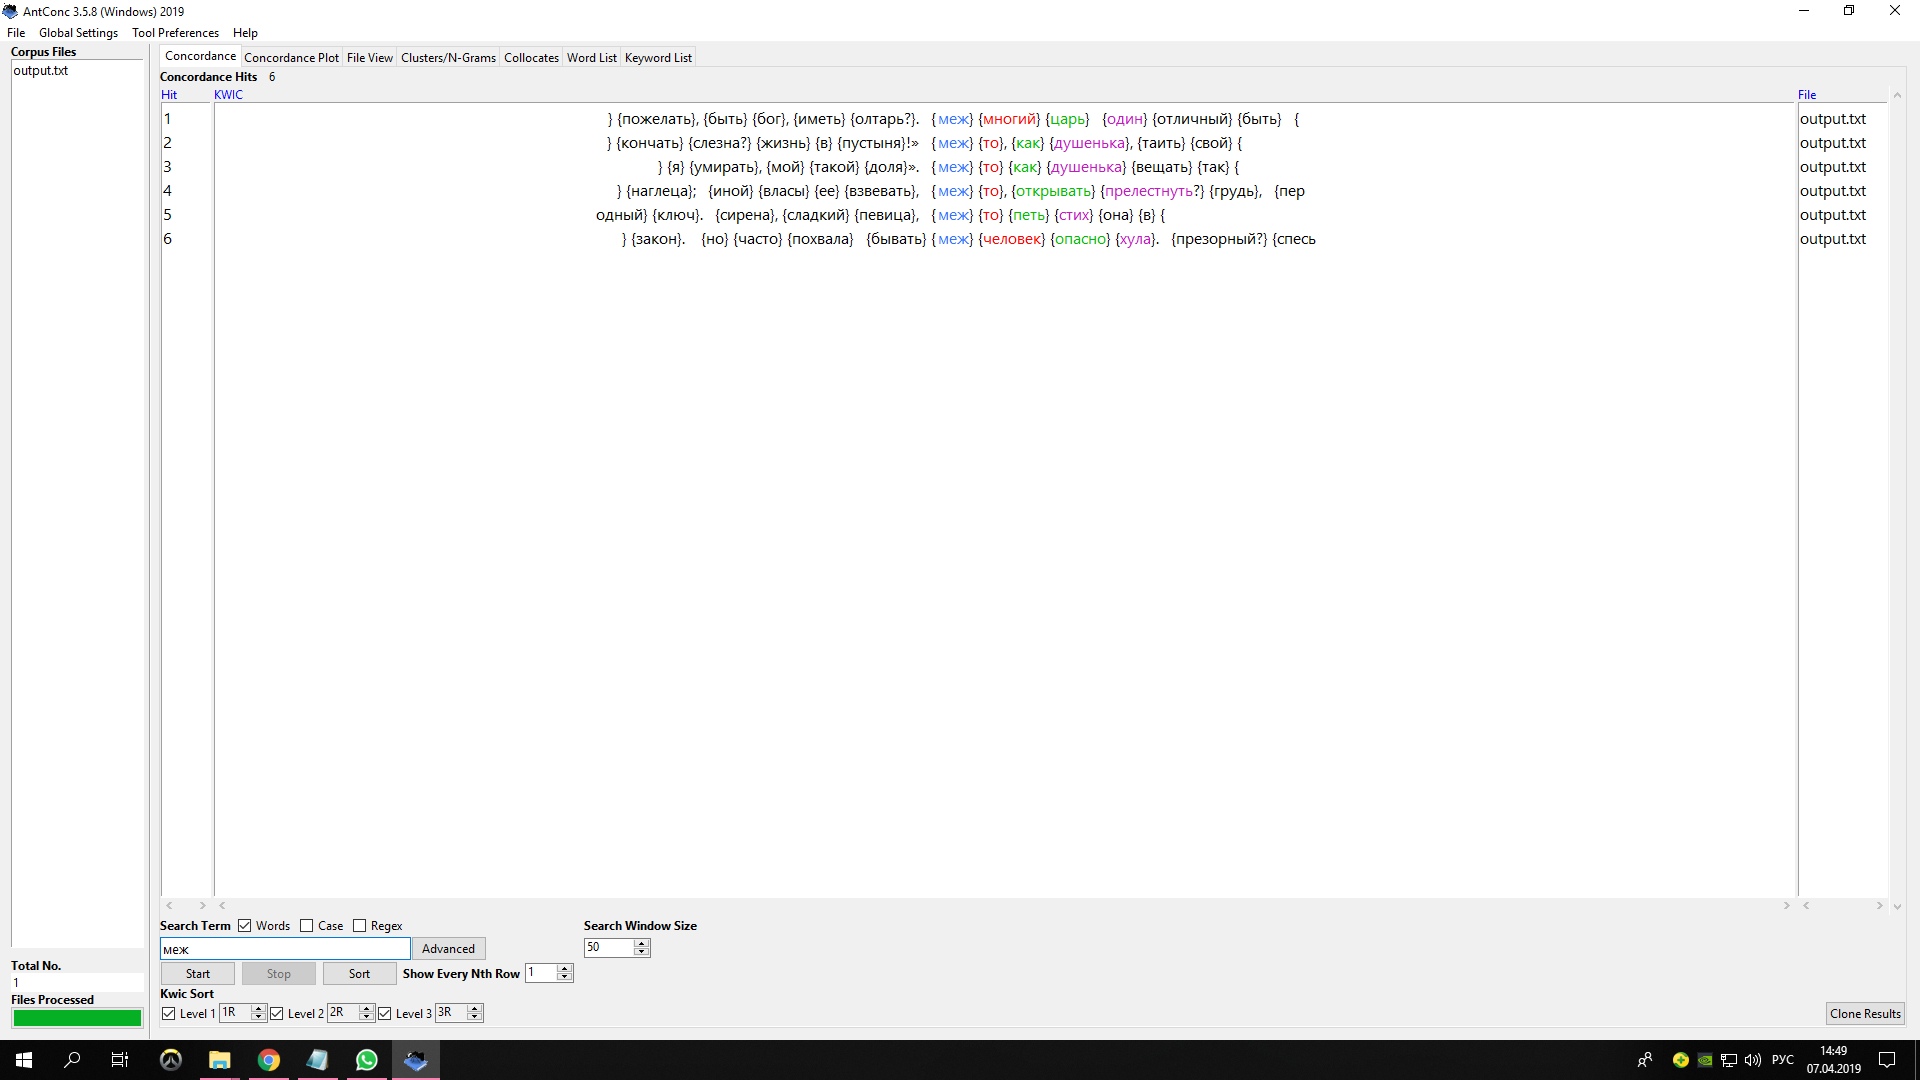 AntConc 3.5.8 (Windows) 2019
File Global Settings Tool Preferences Help
Corpus Files
output.txt
Concordance Concordance Plot File View Clusters/N-Grams Collocates Word List Keyword List
Concordance Hits 6
Hit KWIC File
1 } {пожелать}, {быть} {бог}, {иметь} {олтарь?}. {меж} {многий} {царь} {один} {отличный} {быть} { output.txt
2 } {кончать} {слезна?} {жизнь} {в} {пустыня}!» {меж} {то}, {как} {душенька}, {таить} {свой} { output.txt
3 } {я} {умирать}, {мой} {такой} {доля}». {меж} {то} {как} {душенька} {вещать} {так} { output.txt
4 } {наглеца}; {иной} {власы} {ее} {взвевать}, {меж} {то}, {открывать} {прелестнуть?} {грудь}, {пер output.txt
5 одный} {ключ}. {сирена}, {сладкий} {певица}, {меж} {то} {петь} {стих} {она} {в} { output.txt
6 } {закон}. {но} {часто} {похвала} {бывать} {меж} {человек} {опасно} {хула}. {презорный?} {спесь output.txt
Search Term Words Case Regex Search Window Size
меж Advanced 50
Total No.
1
Start Stop Sort Show Every Nth Row 1
Files Processed
Kwic Sort
Level 1 1R Level 2 2R Level 3 3R Clone Results
РУС 14:49
07.04.2019